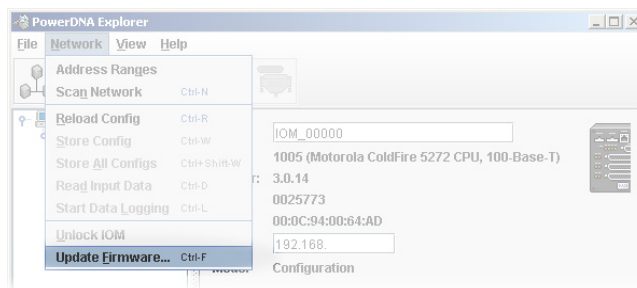 PowerDNA Explorer
File Network View Help
Address Ranges
Scan Network Ctrl-N
Reload Config Ctrl-R
Store Config Ctrl-W
Store All Configs Ctrl+Shift-W
Read Input Data Ctrl-D
Start Data Logging Ctrl-L
Unlock IOM
Update Firmware... Ctrl-F
IOM_00000
1005 (Motorola ColdFire 5272 CPU, 100-Base-T)
3.0.14
0025773
00:0C:94:00:64:AD
192.168.
Configuration